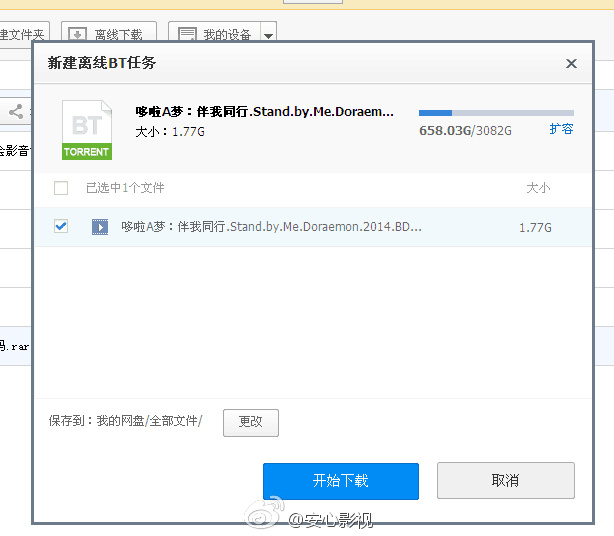 建文件夹 离线下载 我的设备
新建离线BT任务
哆啦A梦：伴我同行.Stand.by.Me.Doraem...
大小：1.77G
658.03G/3082G 扩容
BT
TORRENT
会影音
已选中1个文件 大小
哆啦A梦：伴我同行.Stand.by.Me.Doraemon.2014.BD... 1.77G
码.rar
保存到：我的网盘/全部文件/ 更改
开始下载 取消
@安心影视